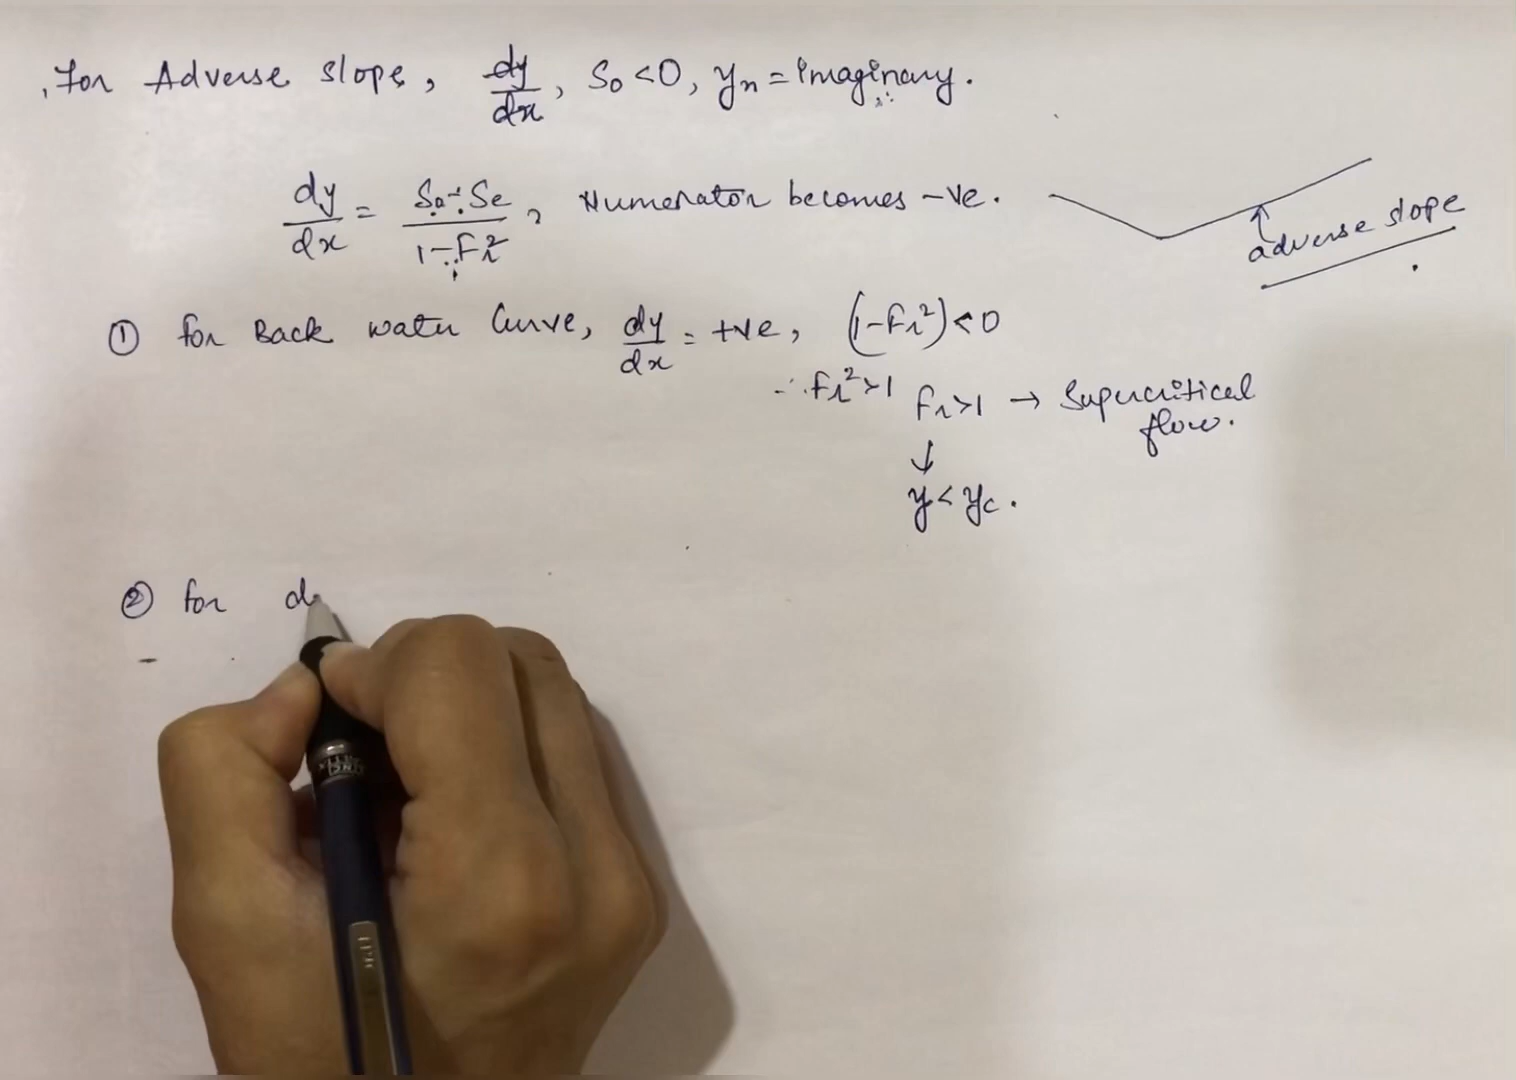 For Adverse slope, dy/dx, S₀<0, yₙ = imaginary.
dy/dx = S₀-Se/1-Fr², Numerator becomes -ve.
adverse slope
① for Back water Curve, dy/dx = +ve, (1-Fr²)<0
∴ Fr²>1 Fr>1 → Supercritical
flow.
↓
y < yc.
② for d